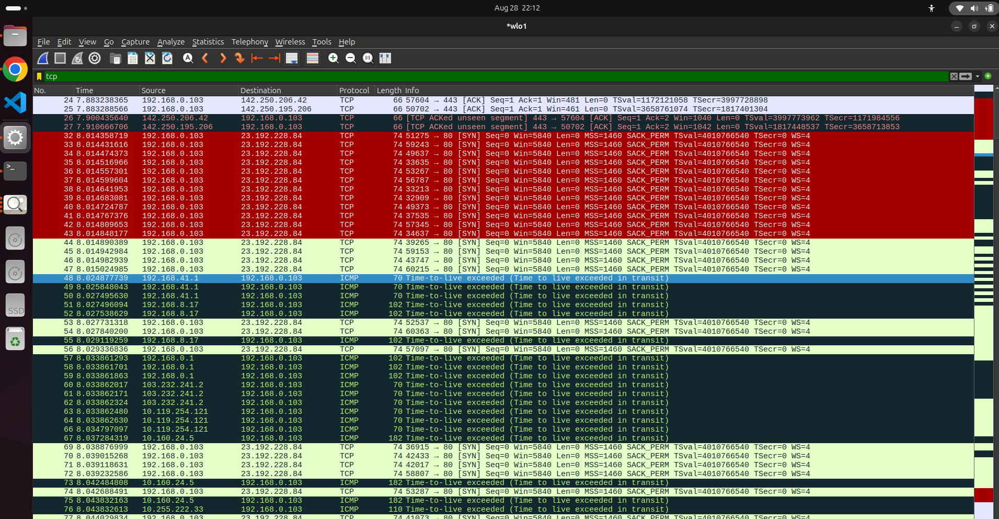 Aug 28 22:12
*wlo1
File Edit View Go Capture Analyze Statistics Telephony Wireless Tools Help
tcp
No. Time Source Destination Protocol Length Info
24 7.883238365 192.168.0.103 142.250.206.42 TCP 66 57604 → 443 [ACK] Seq=1 Ack=1 Win=481 Len=0 TSval=1172121058 TSecr=3997728898
25 7.883288566 192.168.0.103 142.250.195.206 TCP 66 50702 → 443 [ACK] Seq=1 Ack=1 Win=461 Len=0 TSval=3658761074 TSecr=1817401304
26 7.900435640 142.250.206.42 192.168.0.103 TCP 66 [TCP ACKed unseen segment] 443 → 57604 [ACK] Seq=1 Ack=2 Win=1040 Len=0 TSval=3997773962 TSecr=1171984556
27 7.910666706 142.250.195.206 192.168.0.103 TCP 66 [TCP ACKed unseen segment] 443 → 50702 [ACK] Seq=1 Ack=2 Win=1042 Len=0 TSval=1817448537 TSecr=3658713853
32 8.014358719 192.168.0.103 23.192.228.84 TCP 74 51275 → 80 [SYN] Seq=0 Win=5840 Len=0 MSS=1460 SACK_PERM TSval=4010766540 TSecr=0 WS=4
33 8.014431616 192.168.0.103 23.192.228.84 TCP 74 59243 → 80 [SYN] Seq=0 Win=5840 Len=0 MSS=1460 SACK_PERM TSval=4010766540 TSecr=0 WS=4
34 8.014474373 192.168.0.103 23.192.228.84 TCP 74 49637 → 80 [SYN] Seq=0 Win=5840 Len=0 MSS=1460 SACK_PERM TSval=4010766540 TSecr=0 WS=4
35 8.014516966 192.168.0.103 23.192.228.84 TCP 74 33635 → 80 [SYN] Seq=0 Win=5840 Len=0 MSS=1460 SACK_PERM TSval=4010766540 TSecr=0 WS=4
36 8.014557301 192.168.0.103 23.192.228.84 TCP 74 53267 → 80 [SYN] Seq=0 Win=5840 Len=0 MSS=1460 SACK_PERM TSval=4010766540 TSecr=0 WS=4
37 8.014599604 192.168.0.103 23.192.228.84 TCP 74 56787 → 80 [SYN] Seq=0 Win=5840 Len=0 MSS=1460 SACK_PERM TSval=4010766540 TSecr=0 WS=4
38 8.014641953 192.168.0.103 23.192.228.84 TCP 74 33213 → 80 [SYN] Seq=0 Win=5840 Len=0 MSS=1460 SACK_PERM TSval=4010766540 TSecr=0 WS=4
39 8.014683081 192.168.0.103 23.192.228.84 TCP 74 32909 → 80 [SYN] Seq=0 Win=5840 Len=0 MSS=1460 SACK_PERM TSval=4010766540 TSecr=0 WS=4
40 8.014724787 192.168.0.103 23.192.228.84 TCP 74 49373 → 80 [SYN] Seq=0 Win=5840 Len=0 MSS=1460 SACK_PERM TSval=4010766540 TSecr=0 WS=4
41 8.014767376 192.168.0.103 23.192.228.84 TCP 74 37535 → 80 [SYN] Seq=0 Win=5840 Len=0 MSS=1460 SACK_PERM TSval=4010766540 TSecr=0 WS=4
42 8.014809653 192.168.0.103 23.192.228.84 TCP 74 57345 → 80 [SYN] Seq=0 Win=5840 Len=0 MSS=1460 SACK_PERM TSval=4010766540 TSecr=0 WS=4
43 8.014848177 192.168.0.103 23.192.228.84 TCP 74 34637 → 80 [SYN] Seq=0 Win=5840 Len=0 MSS=1460 SACK_PERM TSval=4010766540 TSecr=0 WS=4
44 8.014890389 192.168.0.103 23.192.228.84 TCP 74 39265 → 80 [SYN] Seq=0 Win=5840 Len=0 MSS=1460 SACK_PERM TSval=4010766540 TSecr=0 WS=4
45 8.014942984 192.168.0.103 23.192.228.84 TCP 74 59153 → 80 [SYN] Seq=0 Win=5840 Len=0 MSS=1460 SACK_PERM TSval=4010766540 TSecr=0 WS=4
46 8.014982939 192.168.0.103 23.192.228.84 TCP 74 43747 → 80 [SYN] Seq=0 Win=5840 Len=0 MSS=1460 SACK_PERM TSval=4010766540 TSecr=0 WS=4
47 8.015024985 192.168.0.103 23.192.228.84 TCP 74 60215 → 80 [SYN] Seq=0 Win=5840 Len=0 MSS=1460 SACK_PERM TSval=4010766540 TSecr=0 WS=4
48 8.024877739 192.168.41.1 192.168.0.103 ICMP 70 Time-to-live exceeded (Time to live exceeded in transit)
49 8.025848043 192.168.41.1 192.168.0.103 ICMP 70 Time-to-live exceeded (Time to live exceeded in transit)
50 8.027495630 192.168.41.1 192.168.0.103 ICMP 70 Time-to-live exceeded (Time to live exceeded in transit)
51 8.027496094 192.168.8.17 192.168.0.103 ICMP 102 Time-to-live exceeded (Time to live exceeded in transit)
52 8.027538629 192.168.8.17 192.168.0.103 ICMP 102 Time-to-live exceeded (Time to live exceeded in transit)
53 8.027731318 192.168.0.103 23.192.228.84 TCP 74 52537 → 80 [SYN] Seq=0 Win=5840 Len=0 MSS=1460 SACK_PERM TSval=4010766540 TSecr=0 WS=4
54 8.027840200 192.168.0.103 23.192.228.84 TCP 74 60363 → 80 [SYN] Seq=0 Win=5840 Len=0 MSS=1460 SACK_PERM TSval=4010766540 TSecr=0 WS=4
55 8.029119259 192.168.8.17 192.168.0.103 ICMP 102 Time-to-live exceeded (Time to live exceeded in transit)
56 8.029336836 192.168.0.103 23.192.228.84 TCP 74 57097 → 80 [SYN] Seq=0 Win=5840 Len=0 MSS=1460 SACK_PERM TSval=4010766540 TSecr=0 WS=4
57 8.033861293 192.168.0.1 192.168.0.103 ICMP 102 Time-to-live exceeded (Time to live exceeded in transit)
58 8.033861701 192.168.0.1 192.168.0.103 ICMP 102 Time-to-live exceeded (Time to live exceeded in transit)
59 8.033861863 192.168.0.1 192.168.0.103 ICMP 102 Time-to-live exceeded (Time to live exceeded in transit)
60 8.033862017 103.232.241.2 192.168.0.103 ICMP 70 Time-to-live exceeded (Time to live exceeded in transit)
61 8.033862171 103.232.241.2 192.168.0.103 ICMP 70 Time-to-live exceeded (Time to live exceeded in transit)
62 8.033862324 103.232.241.2 192.168.0.103 ICMP 70 Time-to-live exceeded (Time to live exceeded in transit)
63 8.033862480 10.119.254.121 192.168.0.103 ICMP 70 Time-to-live exceeded (Time to live exceeded in transit)
64 8.033862630 10.119.254.121 192.168.0.103 ICMP 70 Time-to-live exceeded (Time to live exceeded in transit)
66 8.034797097 10.119.254.121 192.168.0.103 ICMP 70 Time-to-live exceeded (Time to live exceeded in transit)
67 8.037284319 10.160.24.5 192.168.0.103 ICMP 182 Time-to-live exceeded (Time to live exceeded in transit)
69 8.038876999 192.168.0.103 23.192.228.84 TCP 74 36915 → 80 [SYN] Seq=0 Win=5840 Len=0 MSS=1460 SACK_PERM TSval=4010766540 TSecr=0 WS=4
70 8.039015268 192.168.0.103 23.192.228.84 TCP 74 42433 → 80 [SYN] Seq=0 Win=5840 Len=0 MSS=1460 SACK_PERM TSval=4010766540 TSecr=0 WS=4
71 8.039118631 192.168.0.103 23.192.228.84 TCP 74 42017 → 80 [SYN] Seq=0 Win=5840 Len=0 MSS=1460 SACK_PERM TSval=4010766540 TSecr=0 WS=4
72 8.039232586 192.168.0.103 23.192.228.84 TCP 74 58807 → 80 [SYN] Seq=0 Win=5840 Len=0 MSS=1460 SACK_PERM TSval=4010766540 TSecr=0 WS=4
73 8.042484808 10.160.24.5 192.168.0.103 ICMP 182 Time-to-live exceeded (Time to live exceeded in transit)
74 8.042688491 192.168.0.103 23.192.228.84 TCP 74 53287 → 80 [SYN] Seq=0 Win=5840 Len=0 MSS=1460 SACK_PERM TSval=4010766540 TSecr=0 WS=4
75 8.043832163 10.160.24.5 192.168.0.103 ICMP 182 Time-to-live exceeded (Time to live exceeded in transit)
76 8.043832613 10.255.222.33 192.168.0.103 ICMP 110 Time-to-live exceeded (Time to live exceeded in transit)
77 8.044029834 192.168.0.103 23.192.228.84 TCP 74 41073 → 80 [SYN] Seq=0 Win=5840 Len=0 MSS=1460 SACK_PERM TSval=4010766540 TSecr=0 WS=4
SSD